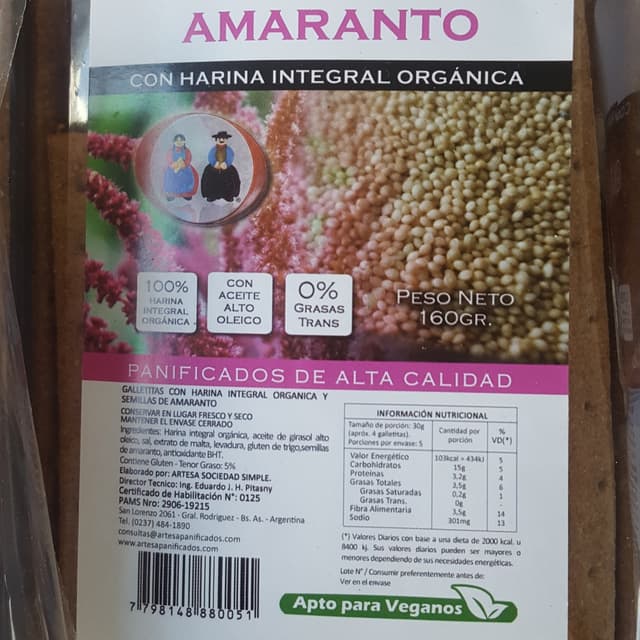 AMARANTO
CON HARINA INTEGRAL ORGÁNICA
100%
HARINA
INTEGRAL
ORGÁNICA
CON
ACEITE
ALTO
OLEICO
0%
GRASAS
TRANS
PESO NETO
160GR.
PANIFICADOS DE ALTA CALIDAD
GALLETITAS CON HARINA INTEGRAL ORGANICA Y
SEMILLAS DE AMARANTO
CONSERVAR EN LUGAR FRESCO Y SECO
MANTENER EL ENVASE CERRADO
Ingredientes: Harina integral orgánica, aceite de girasol alto
oleico, sal, extracto de malta, levadura, gluten de trigo,semillas
de amaranto, antioxidante BHT.
Contiene Gluten - Tenor Graso: 5%
Elaborado por: ARTESA SOCIEDAD SIMPLE.
Director Tecnico: Ing. Eduardo J. H. Pitasny
Certificado de Habilitación N°: 0125
PAMS Nro: 2906-19215
San Lorenzo 2061 - Gral. Rodriguez - Bs. As. - Argentina
Tel. (0237) 484-1890
consultas@artesapanificados.com
www.artesapanificados.com
7 798148 880051
INFORMACIÓN NUTRICIONAL
Tamaño de porción: 30g
(apróx. 4 galletitas).
Porciones por envase: 5
Cantidad por
porción
%
VD(*)
Valor Energético 103kcal = 434kJ 5
Carbohidratos 15g 5
Proteínas 3,2g 4
Grasas Totales 3,5g 6
Grasas Saturadas 0,2g 1
Grasas Trans. 0g -
Fibra Alimentaria 3,5g 14
Sodio 301mg 13
(*) Valores Diarios con base a una dieta de 2000 kcal. u
8400 kj. Sus valores diarios pueden ser mayores o
menores dependiendo de sus necesidades energéticas.
Lote N° / Consumir preferentemente antes de:
Ver en el envase
Apto para Veganos